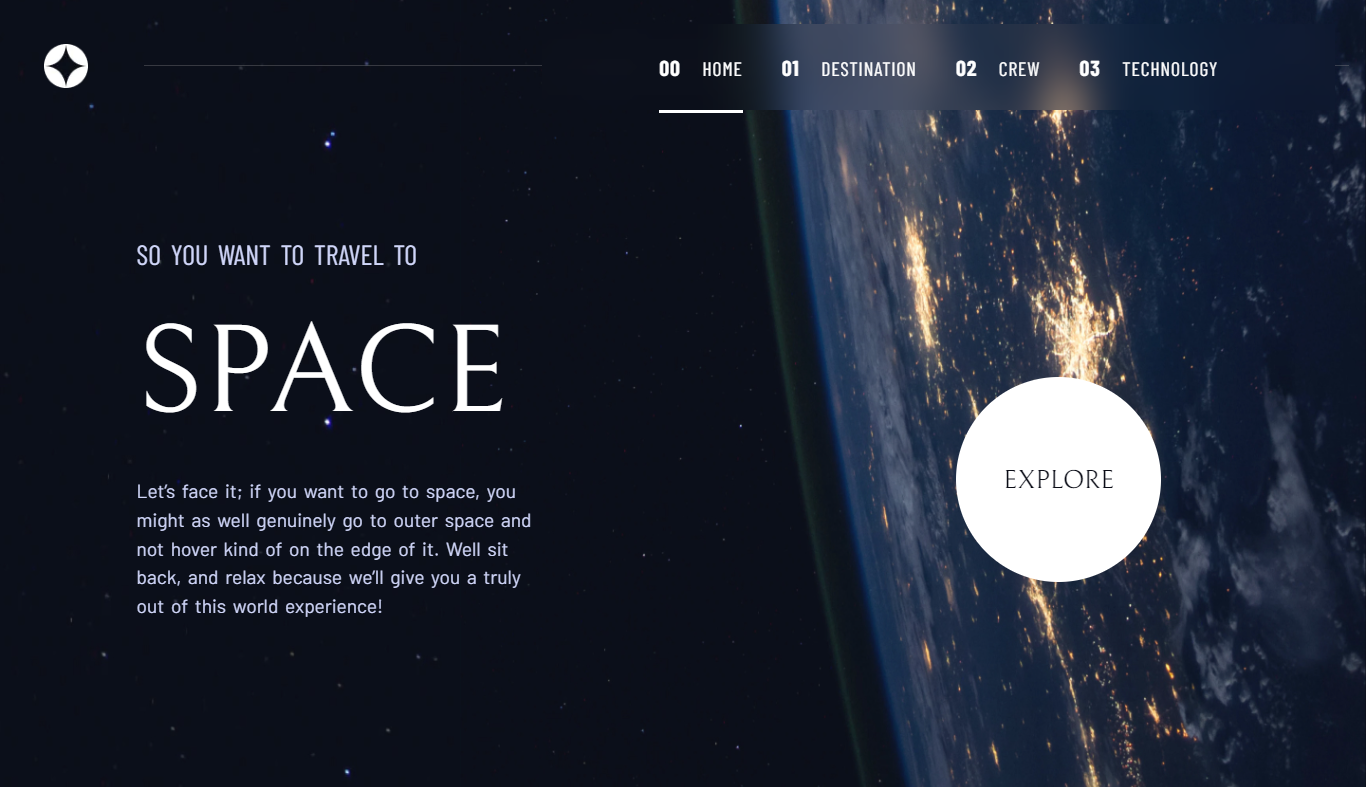 00 HOME 01 DESTINATION 02 CREW 03 TECHNOLOGY
SO YOU WANT TO TRAVEL TO
SPACE
Let’s face it; if you want to go to space, you
might as well genuinely go to outer space and
not hover kind of on the edge of it. Well sit
back, and relax because we’ll give you a truly
out of this world experience!
EXPLORE